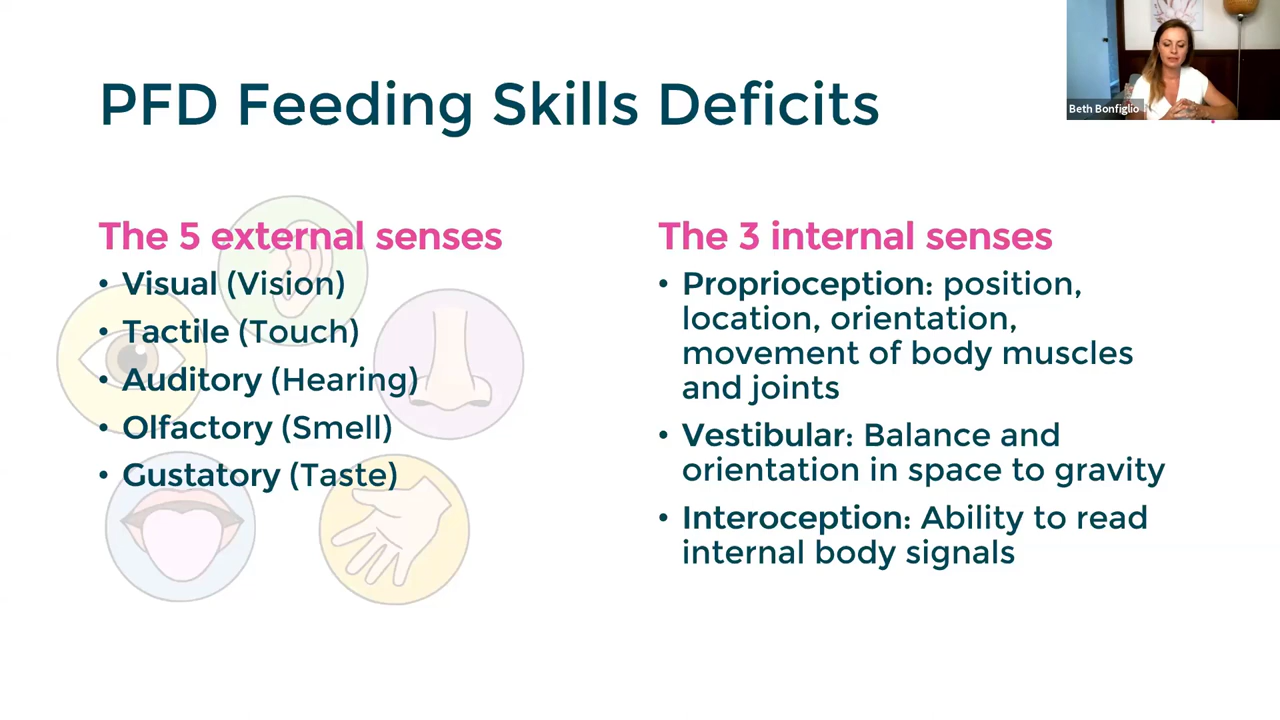 PFD Feeding Skills Deficits
Beth Bonfiglio
The 5 external senses
• Visual (Vision)
• Tactile (Touch)
• Auditory (Hearing)
• Olfactory (Smell)
• Gustatory (Taste)
The 3 internal senses
• Proprioception: position,
location, orientation,
movement of body muscles
and joints
• Vestibular: Balance and
orientation in space to gravity
• Interoception: Ability to read
internal body signals